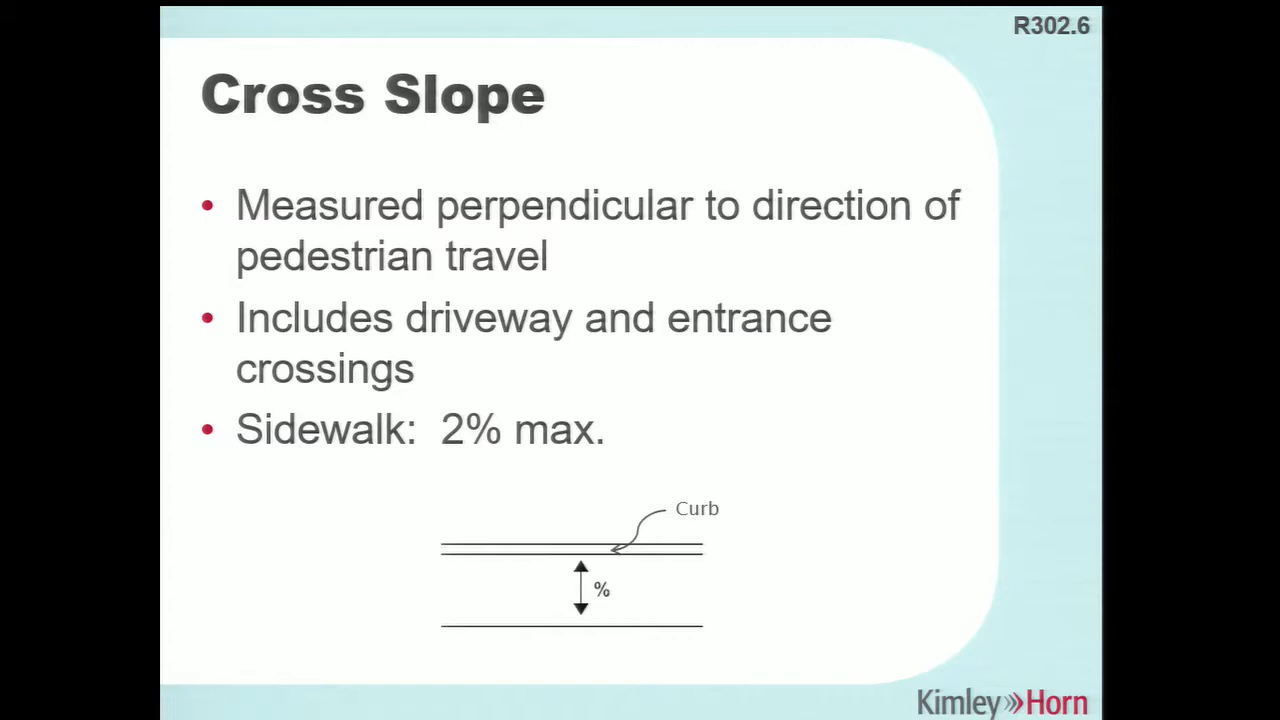 R302.6
Cross Slope
• Measured perpendicular to direction of
pedestrian travel
• Includes driveway and entrance
crossings
• Sidewalk:  2% max.
Curb
%
Kimley»Horn